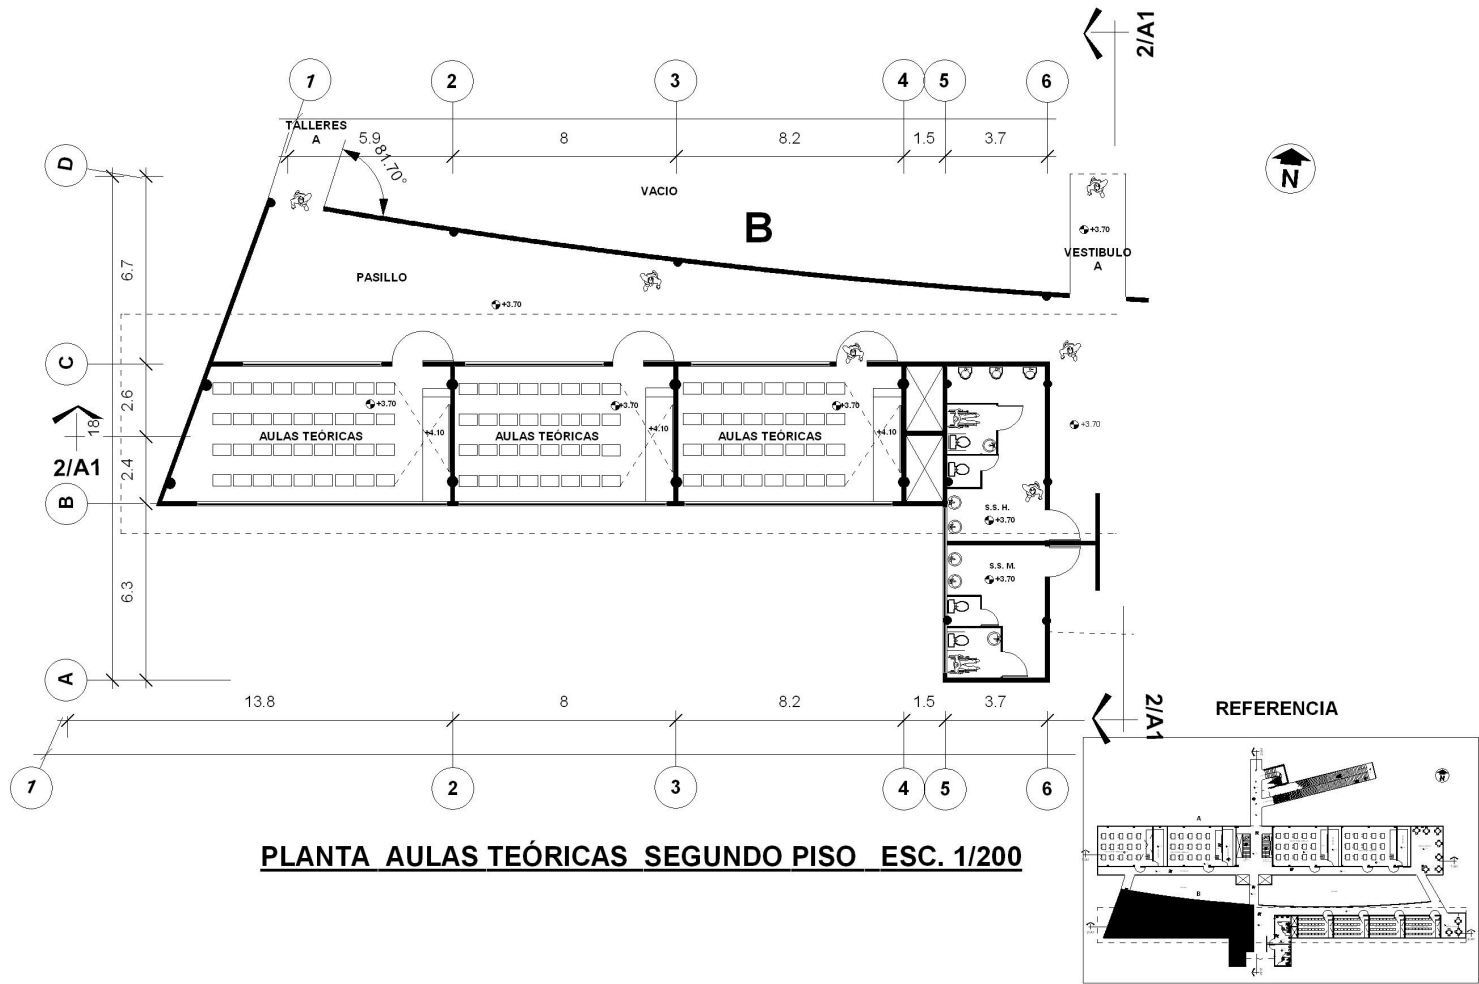 2/A1
1
2
3
4
5
6
TALLERES
A
5.9
8
8.2
1.5
3.7
81.70°
D
N
VACIO
B
+3.70
VESTIBULO
A
6.7
PASILLO
+3.70
C
2.6
+3.70
+3.70
+3.70
+3.70
18
AULAS TEÓRICAS
+4.10
AULAS TEÓRICAS
+4.10
AULAS TEÓRICAS
+4.10
2/A1
2.4
B
S.S. H.
+3.70
S.S. M.
+3.70
6.3
A
13.8
8
8.2
1.5
3.7
2/A1
REFERENCIA
1
2
3
4
5
6
N
A
B
PLANTA AULAS TEÓRICAS SEGUNDO PISO ESC. 1/200